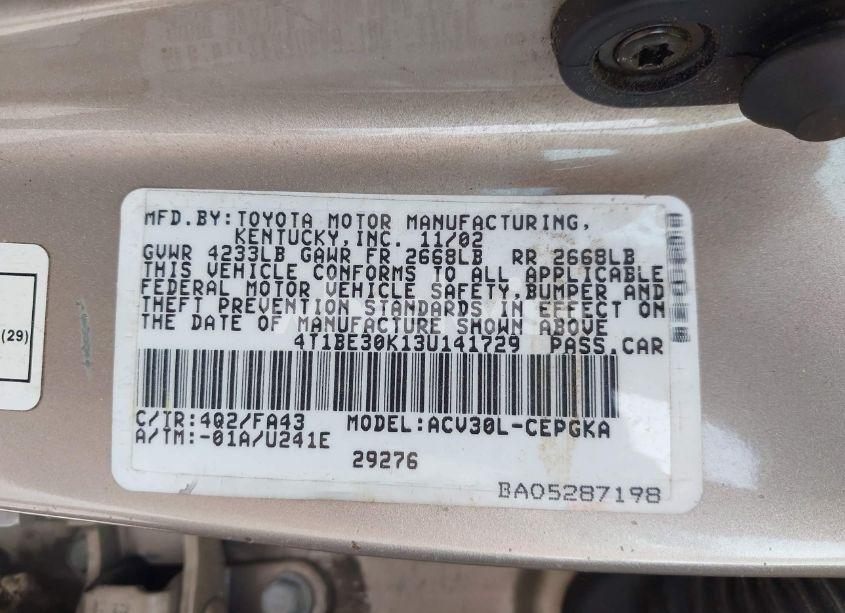 MFD.BY:TOYOTA MOTOR MANUFACTURING,
KENTUCKY,INC. 11/02
GVWR 4233LB GAWR FR 2668LB RR 2668LB
THIS VEHICLE CONFORMS TO ALL APPLICABLE
FEDERAL MOTOR VEHICLE SAFETY,BUMPER AND
THEFT PREVENTION STANDARDS IN EFFECT ON
THE DATE OF MANUFACTURE SHOWN ABOVE
4T1BE30K13U141729 PASS.CAR
C/TR:4Q2/FA43 MODEL:ACV30L-CEPGKA
A/TM:-01A/U241E
29276
BA05287198
(29)